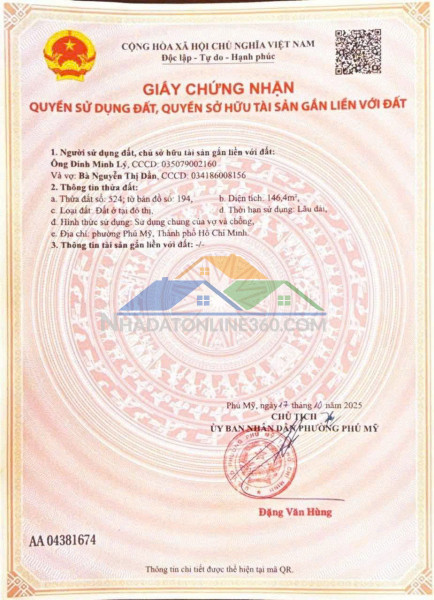 CỘNG HÒA XÃ HỘI CHỦ NGHĨA VIỆT NAM
Độc lập - Tự do - Hạnh phúc
GIẤY CHỨNG NHẬN
QUYỀN SỬ DỤNG ĐẤT, QUYỀN SỞ HỮU TÀI SẢN GẮN LIỀN VỚI ĐẤT
1. Người sử dụng đất, chủ sở hữu tài sản gắn liền với đất:
Ông Đinh Minh Lý, CCCD: 035079002160
Và vợ: Bà Nguyễn Thị Dần, CCCD: 034186008156
2. Thông tin thửa đất:
a. Thửa đất số: 524; tờ bản đồ số: 194, b. Diện tích: 146,4m²,
c. Loại đất: Đất ở tại đô thị, d. Thời hạn sử dụng: Lâu dài,
đ. Hình thức sử dụng: Sử dụng chung của vợ và chồng,
e. Địa chỉ: phường Phú Mỹ, Thành phố Hồ Chí Minh.
3. Thông tin tài sản gắn liền với đất: -/-
NHADATONLINE360.COM
Phú Mỹ, ngày 17 tháng 10 năm 2025
CHỦ TỊCH
ỦY BAN NHÂN DÂN PHƯỜNG PHÚ MỸ
Đặng Văn Hùng
AA 04381674
Thông tin chi tiết được thể hiện tại mã QR.